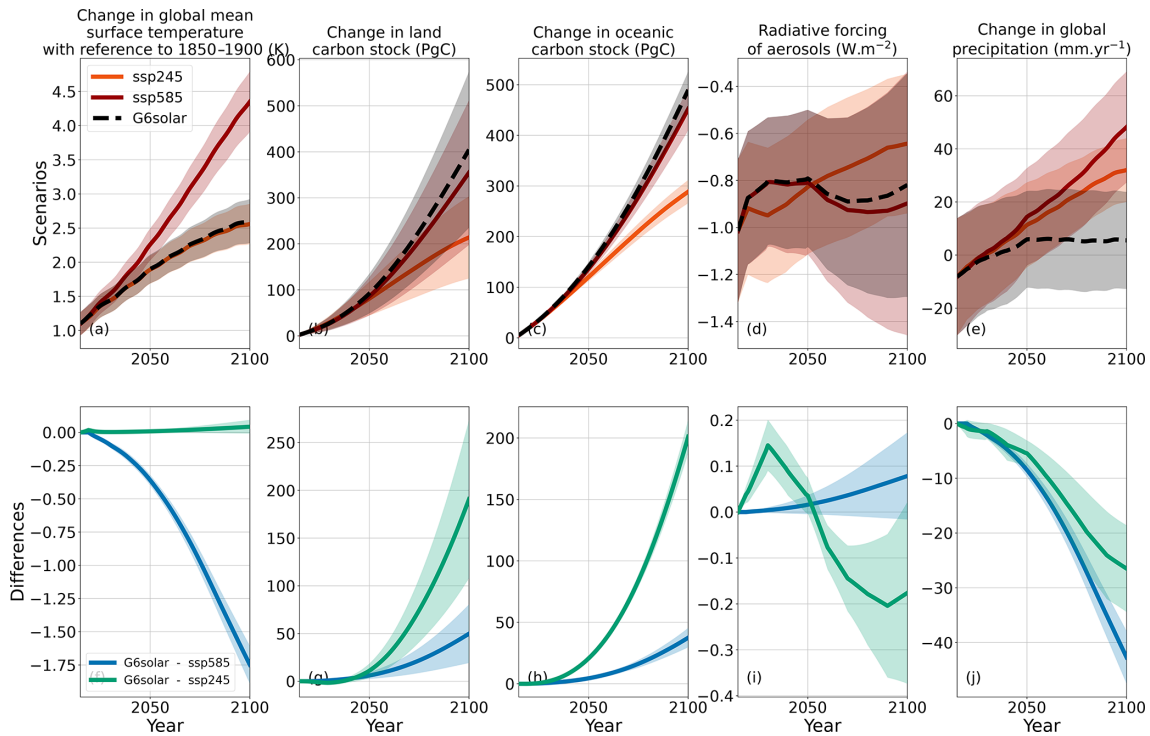 Change in global mean
surface temperature
with reference to 1850–1900 (K)
Change in land
carbon stock (PgC)
Change in oceanic
carbon stock (PgC)
Radiative forcing
of aerosols (W.m−2)
Change in global
precipitation (mm.yr−1)
Scenarios
ssp245
ssp585
G6solar
4.5
4.0
3.5
3.0
2.5
2.0
1.5
1.0
(a)
2050
2100
600
500
400
300
200
100
0
(b)
2050
2100
500
400
300
200
100
0
(c)
2050
2100
−0.4
−0.6
−0.8
−1.0
−1.2
−1.4
(d)
2050
2100
60
40
20
0
−20
(e)
2050
2100
Differences
0.00
−0.25
−0.50
−0.75
−1.00
−1.25
−1.50
−1.75
G6solar - ssp585
G6solar - ssp245
(f)
2050
2100
Year
250
200
150
100
50
0
(g)
2050
2100
Year
200
150
100
50
0
(h)
2050
2100
Year
0.2
0.1
0.0
−0.1
−0.2
−0.3
−0.4
(i)
2050
2100
Year
0
−10
−20
−30
−40
(j)
2050
2100
Year